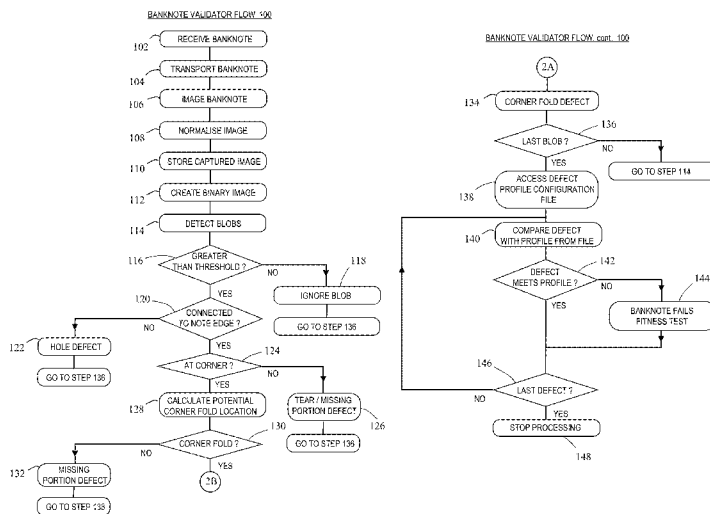 BANKNOTE VALIDATOR FLOW 100
102
RECEIVE BANKNOTE
104
TRANSPORT BANKNOTE
106
IMAGE BANKNOTE
108
NORMALISE IMAGE
110
STORE CAPTURED IMAGE
112
CREATE BINARY IMAGE
114
DETECT BLOBS
116
GREATER
THAN THRESHOLD ?
NO
YES
118
IGNORE BLOB
GO TO STEP 136
120
CONNECTED
TO NOTE EDGE ?
NO
YES
122
HOLE DEFECT
GO TO STEP 136
124
AT CORNER ?
NO
YES
TEAR / MISSING
PORTION DEFECT
126
GO TO STEP 136
128
CALCULATE POTENTIAL
CORNER FOLD LOCATION
130
CORNER FOLD ?
NO
YES
132
MISSING
PORTION DEFECT
GO TO STEP 136
2B
BANKNOTE VALIDATOR FLOW cont. 100
2A
134
CORNER FOLD DEFECT
136
LAST BLOB ?
NO
YES
GO TO STEP 114
138
ACCESS DEFECT
PROFILE CONFIGURATION
FILE
140
COMPARE DEFECT
WITH PROFILE FROM FILE
142
DEFECT
MEETS PROFILE ?
NO
YES
144
BANKNOTE FAILS
FITNESS TEST
146
LAST DEFECT ?
NO
YES
STOP PROCESSING
148